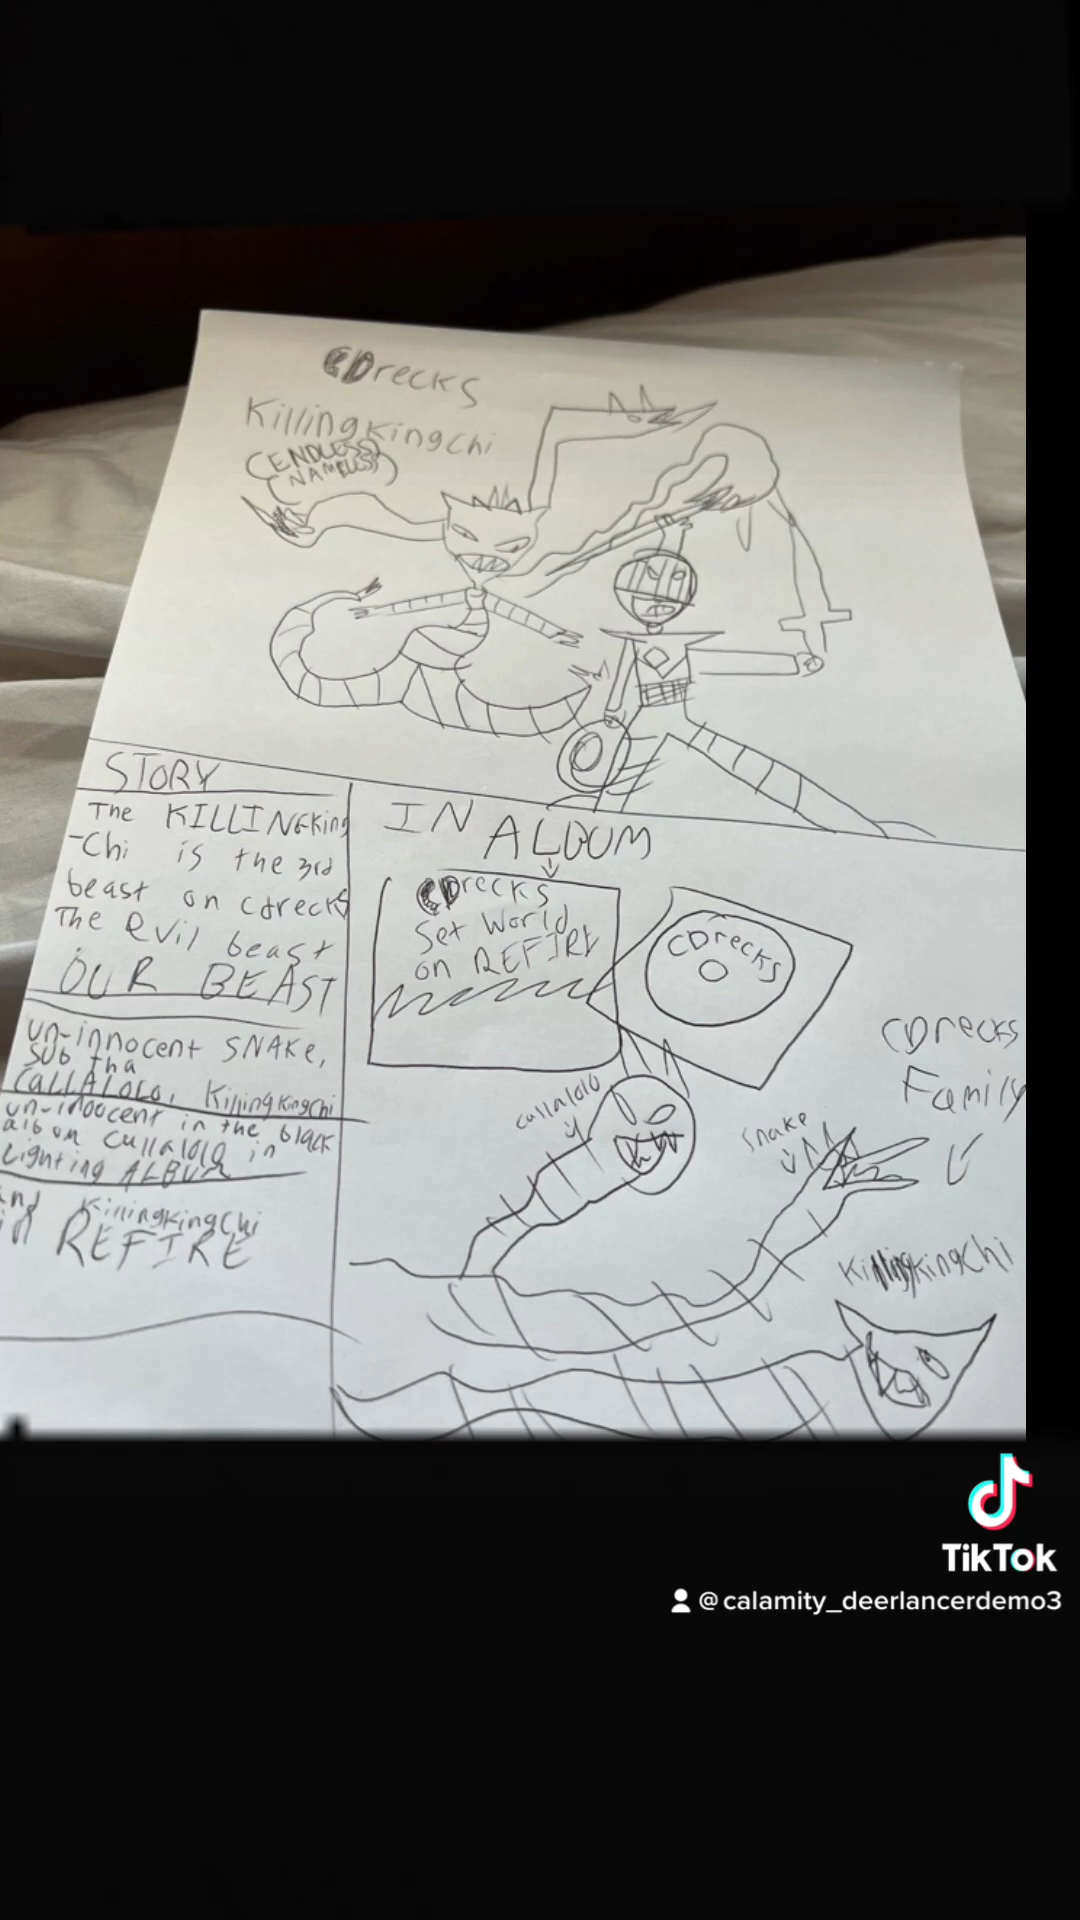 CDrecks
Killingkingchi
(ENDLESS
NAMELESS)
STORY
The KILLINGking
-Chi is the 3rd
beast on cdrecks
The Evil beast
OUR BEAST
un-innocent SNAKE,
SUB tha
CALLALOLO, Killingkingchi
un-innocent in the black
album callalolo in
Lighting ALBUM
and Killingkingchi
in REFIRE
IN ALBUM
CDrecks
Set World
on REFIRE
CDrecks
callalolo
snake
CDrecks
Family
Killingkingchi
TikTok
@calamity_deerlancerdemo3